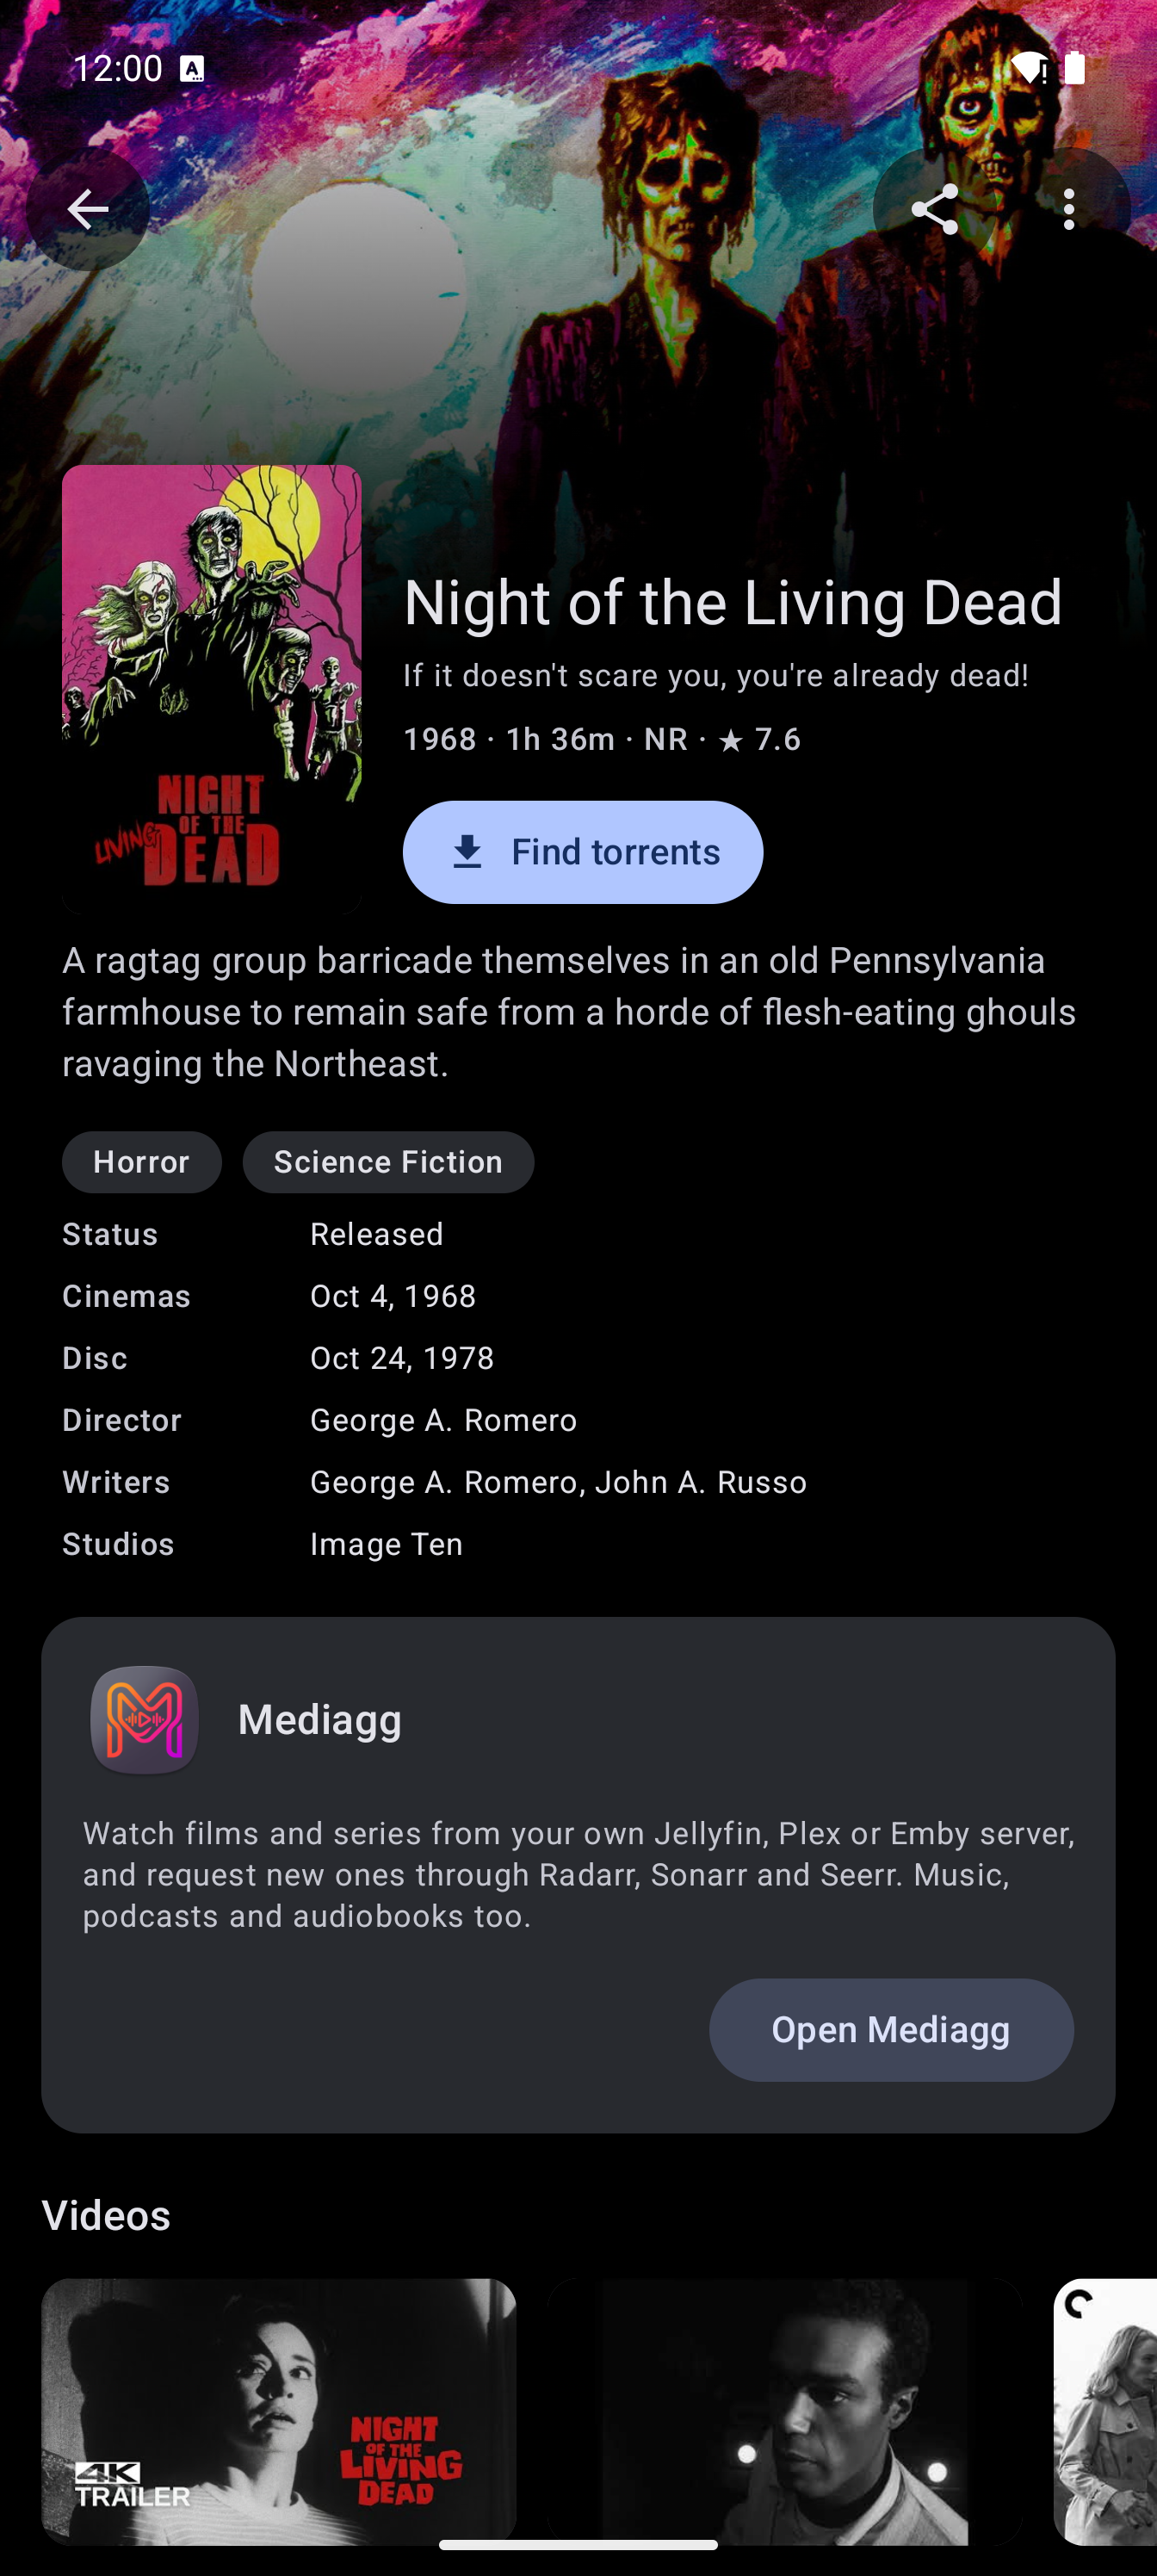 12:00
Night of the Living Dead
If it doesn't scare you, you're already dead!
1968 · 1h 36m · NR · ★ 7.6
NIGHT
OF THE
LIVING
DEAD
Find torrents
A ragtag group barricade themselves in an old Pennsylvania
farmhouse to remain safe from a horde of flesh-eating ghouls
ravaging the Northeast.
Horror
Science Fiction
Status Released
Cinemas Oct 4, 1968
Disc Oct 24, 1978
Director George A. Romero
Writers George A. Romero, John A. Russo
Studios Image Ten
Mediagg
Watch films and series from your own Jellyfin, Plex or Emby server,
and request new ones through Radarr, Sonarr and Seerr. Music,
podcasts and audiobooks too.
Open Mediagg
Videos
4K
TRAILER
NIGHT
OF THE
LIVING
DEAD